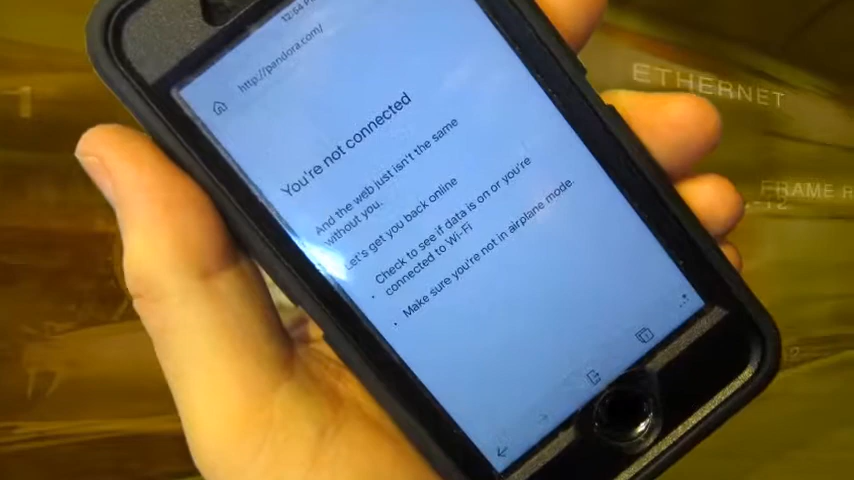 12:54 P
http://pandora.com/
You're not connected
And the web just isn't the same
without you.
Let's get you back online
Check to see if data is on or you're
connected to Wi-Fi
Make sure you're not in airplane mode.
ETHERNET
FRAME R